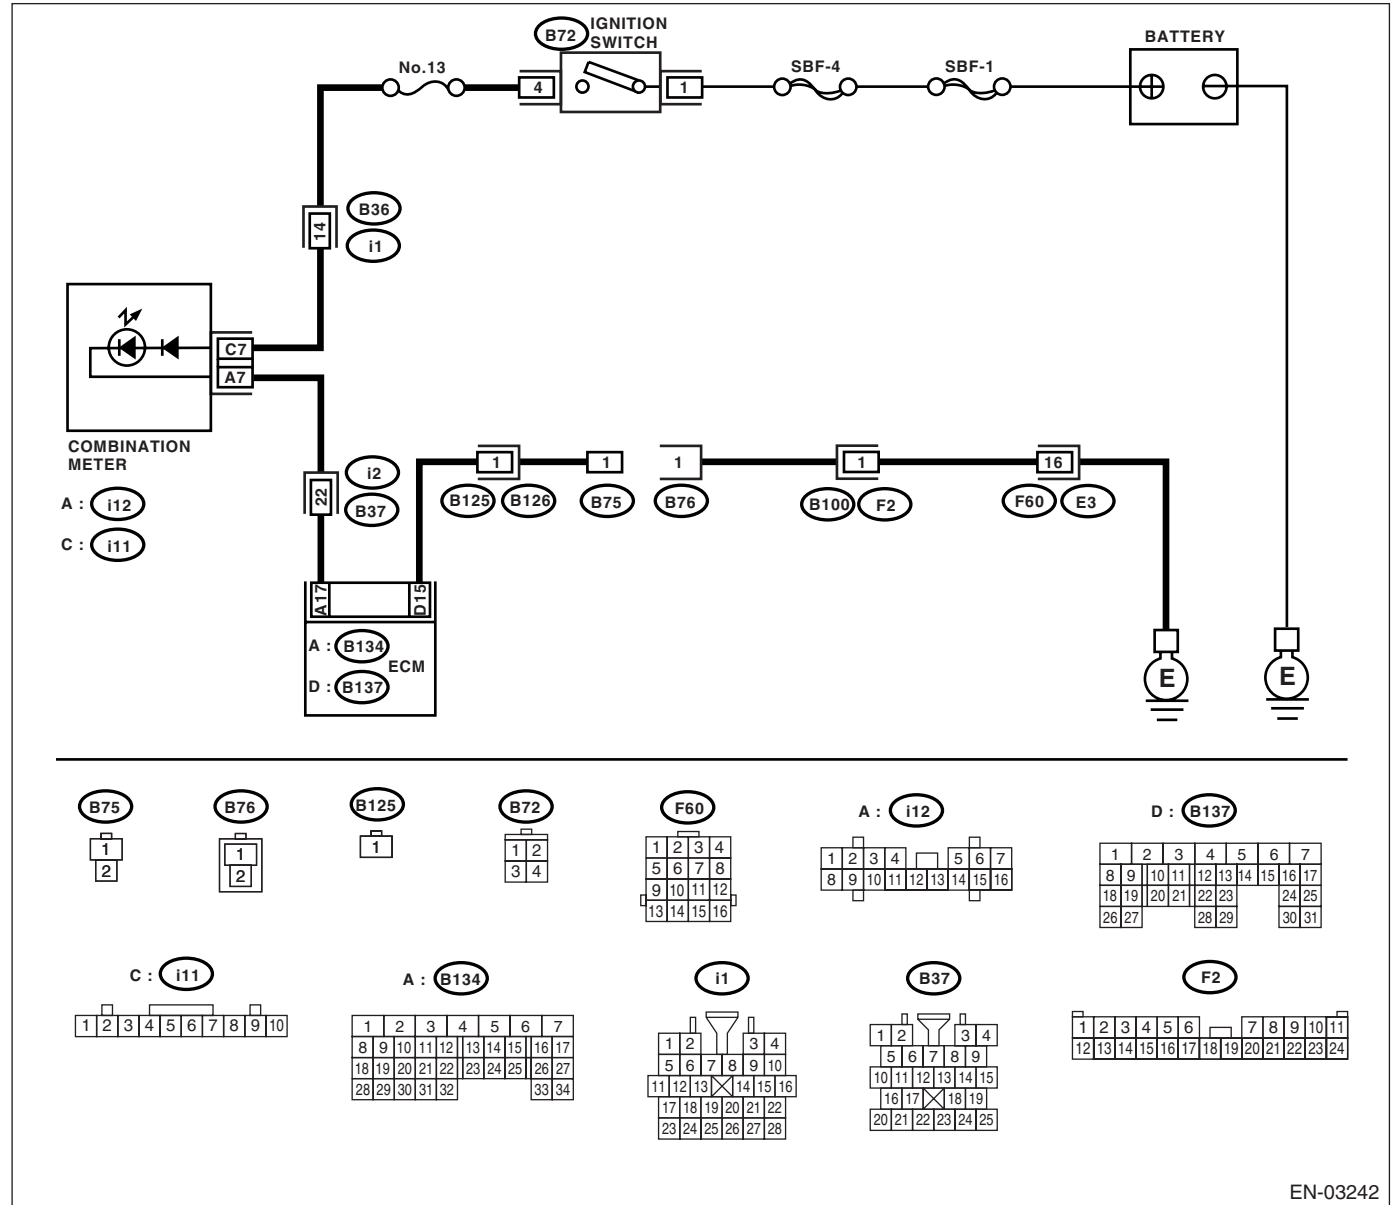 B72
IGNITION
SWITCH
BATTERY
No.13
4
1
SBF-4
SBF-1
B36
14
i1
C7
A7
COMBINATION
METER
A : i12
C : i11
i2
22
B37
1
1
1
1
16
B125 B126 B75 B76 B100 F2 F60 E3
A17
D15
A : B134
ECM
D : B137
E
E
B75
1
2
B76
1
2
B125
1
B72
1 2
3 4
F60
1 2 3 4
5 6 7 8
9 10 11 12
13 14 15 16
A : i12
1 2 3 4 5 6 7
8 9 10 11 12 13 14 15 16
D : B137
1 2 3 4 5 6 7
8 9 10 11 12 13 14 15 16 17
18 19 20 21 22 23 24 25
26 27 28 29 30 31
C : i11
1 2 3 4 5 6 7 8 9 10
A : B134
1 2 3 4 5 6 7
8 9 10 11 12 13 14 15 16 17
18 19 20 21 22 23 24 25 26 27
28 29 30 31 32 33 34
i1
1 2 3 4
5 6 7 8 9 10
11 12 13 14 15 16
17 18 19 20 21 22
23 24 25 26 27 28
B37
1 2 3 4
5 6 7 8 9
10 11 12 13 14 15
16 17 18 19
20 21 22 23 24 25
F2
1 2 3 4 5 6 7 8 9 10 11
12 13 14 15 16 17 18 19 20 21 22 23 24
EN-03242